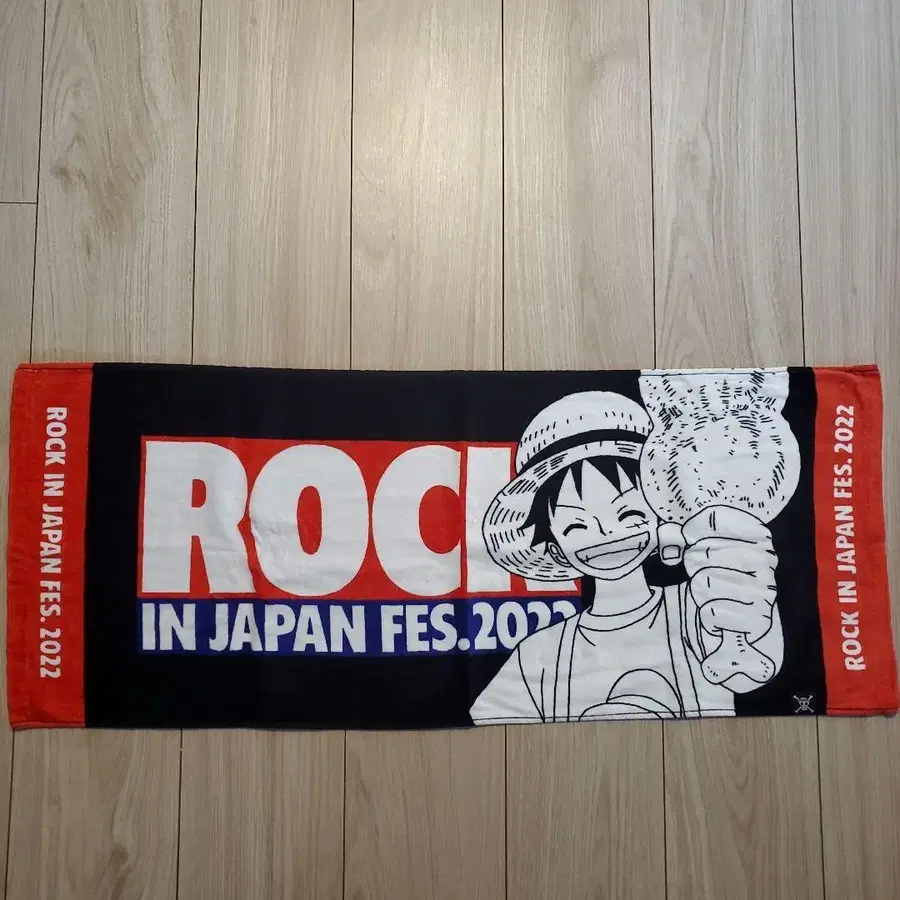 ROCK IN JAPAN FES. 2022
ROCK
IN JAPAN FES.2022
ROCK IN JAPAN FES. 2022